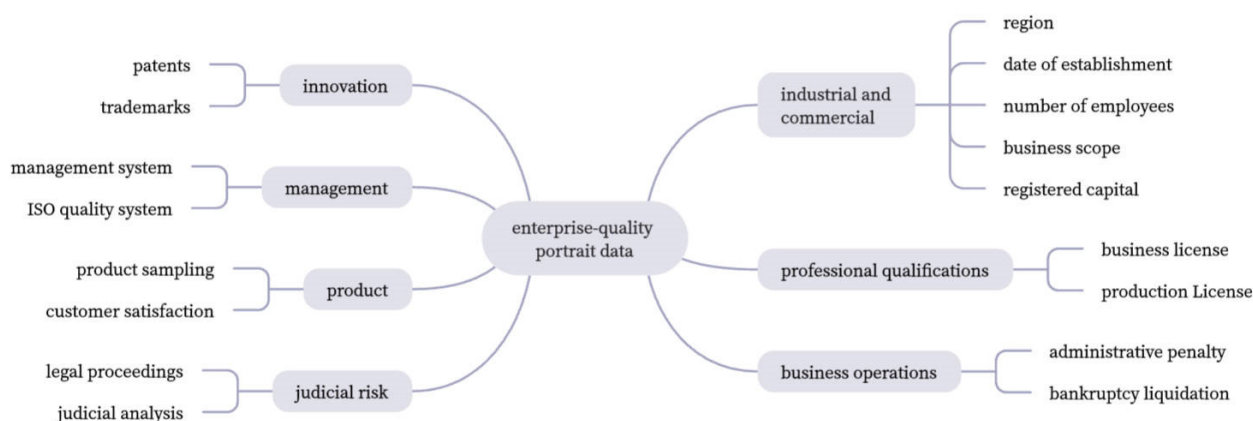 patents
trademarks
innovation
management system
ISO quality system
management
product sampling
customer satisfaction
product
legal proceedings
judicial analysis
judicial risk
enterprise-quality
portrait data
industrial and
commercial
region
date of establishment
number of employees
business scope
registered capital
professional qualifications
business license
production License
business operations
administrative penalty
bankruptcy liquidation